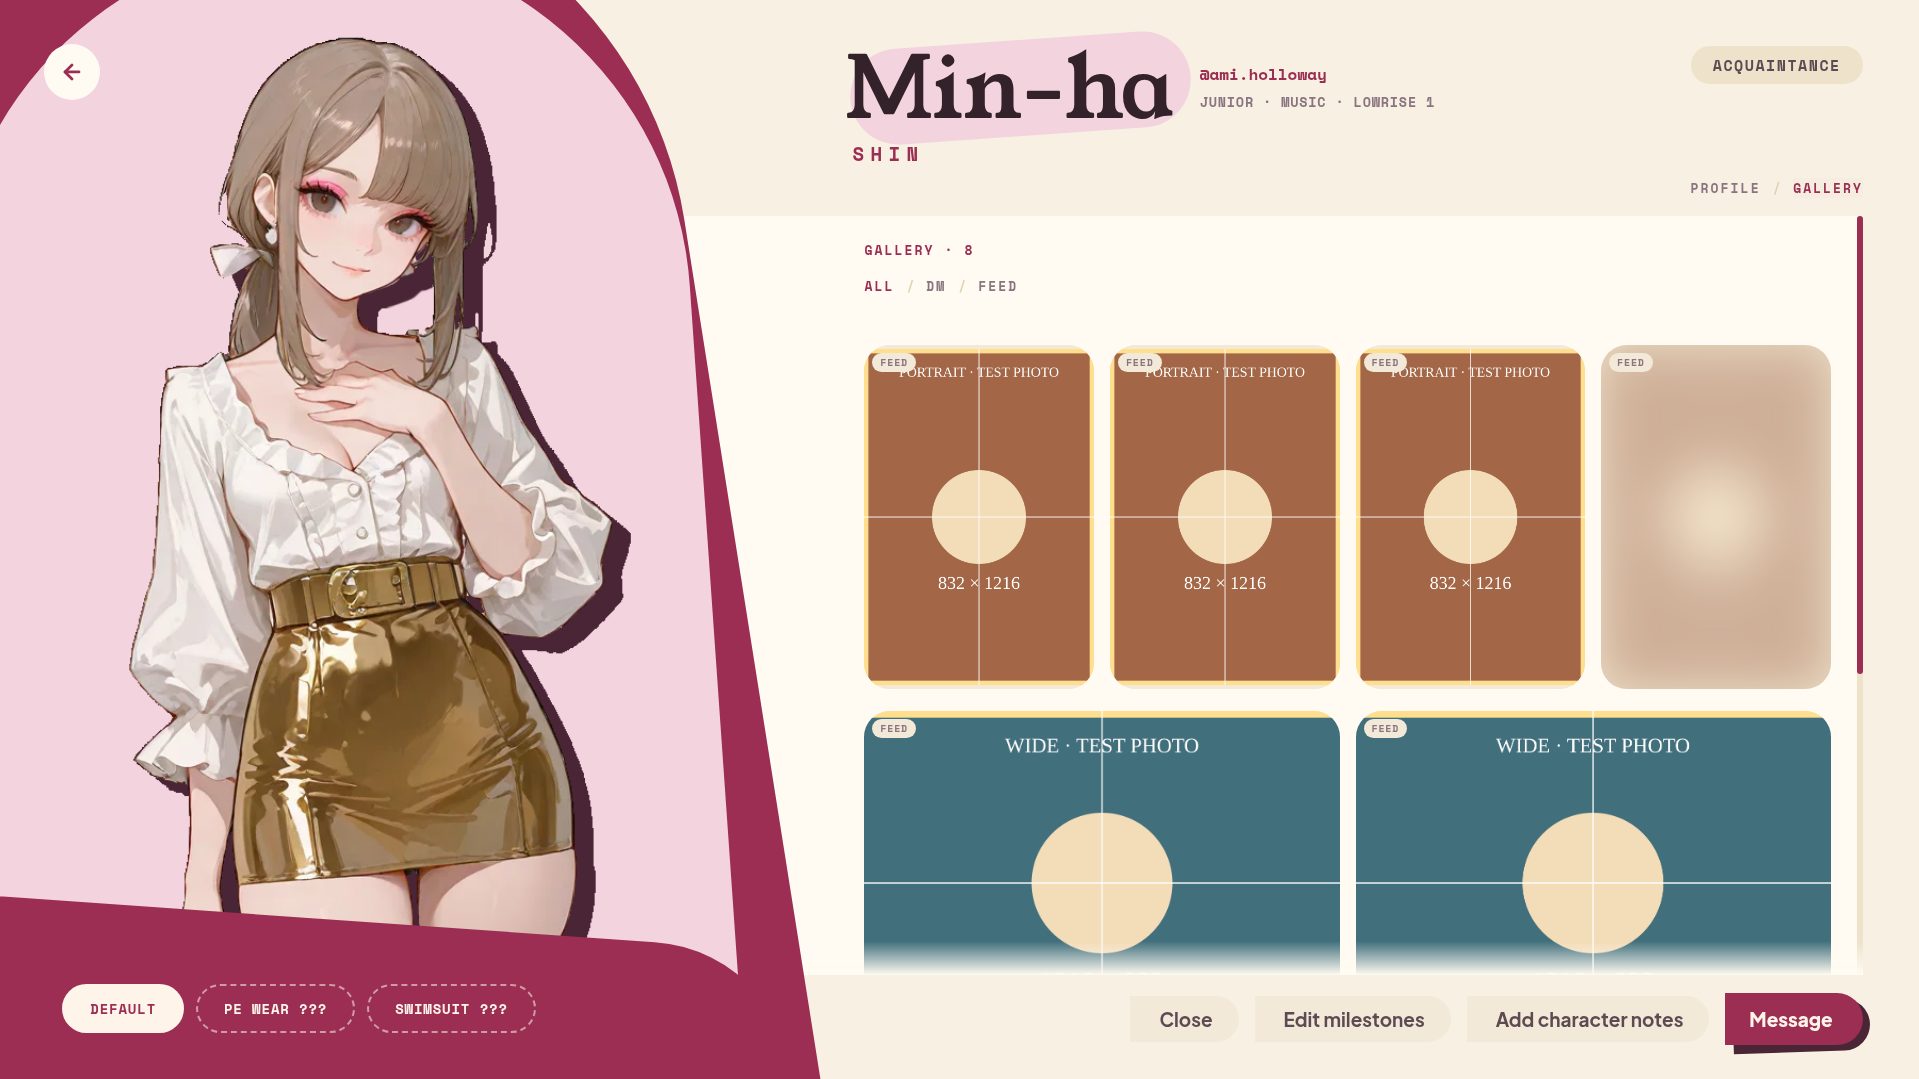 Min-ha
@ami.holloway
JUNIOR · MUSIC · LOWRISE 1
ACQUAINTANCE
SHIN
PROFILE / GALLERY
GALLERY · 8
ALL / DM / FEED
FEED
PORTRAIT · TEST PHOTO
832 × 1216
FEED
PORTRAIT · TEST PHOTO
832 × 1216
FEED
PORTRAIT · TEST PHOTO
832 × 1216
FEED
FEED
WIDE · TEST PHOTO
FEED
WIDE · TEST PHOTO
DEFAULT
PE WEAR ???
SWIMSUIT ???
Close
Edit milestones
Add character notes
Message